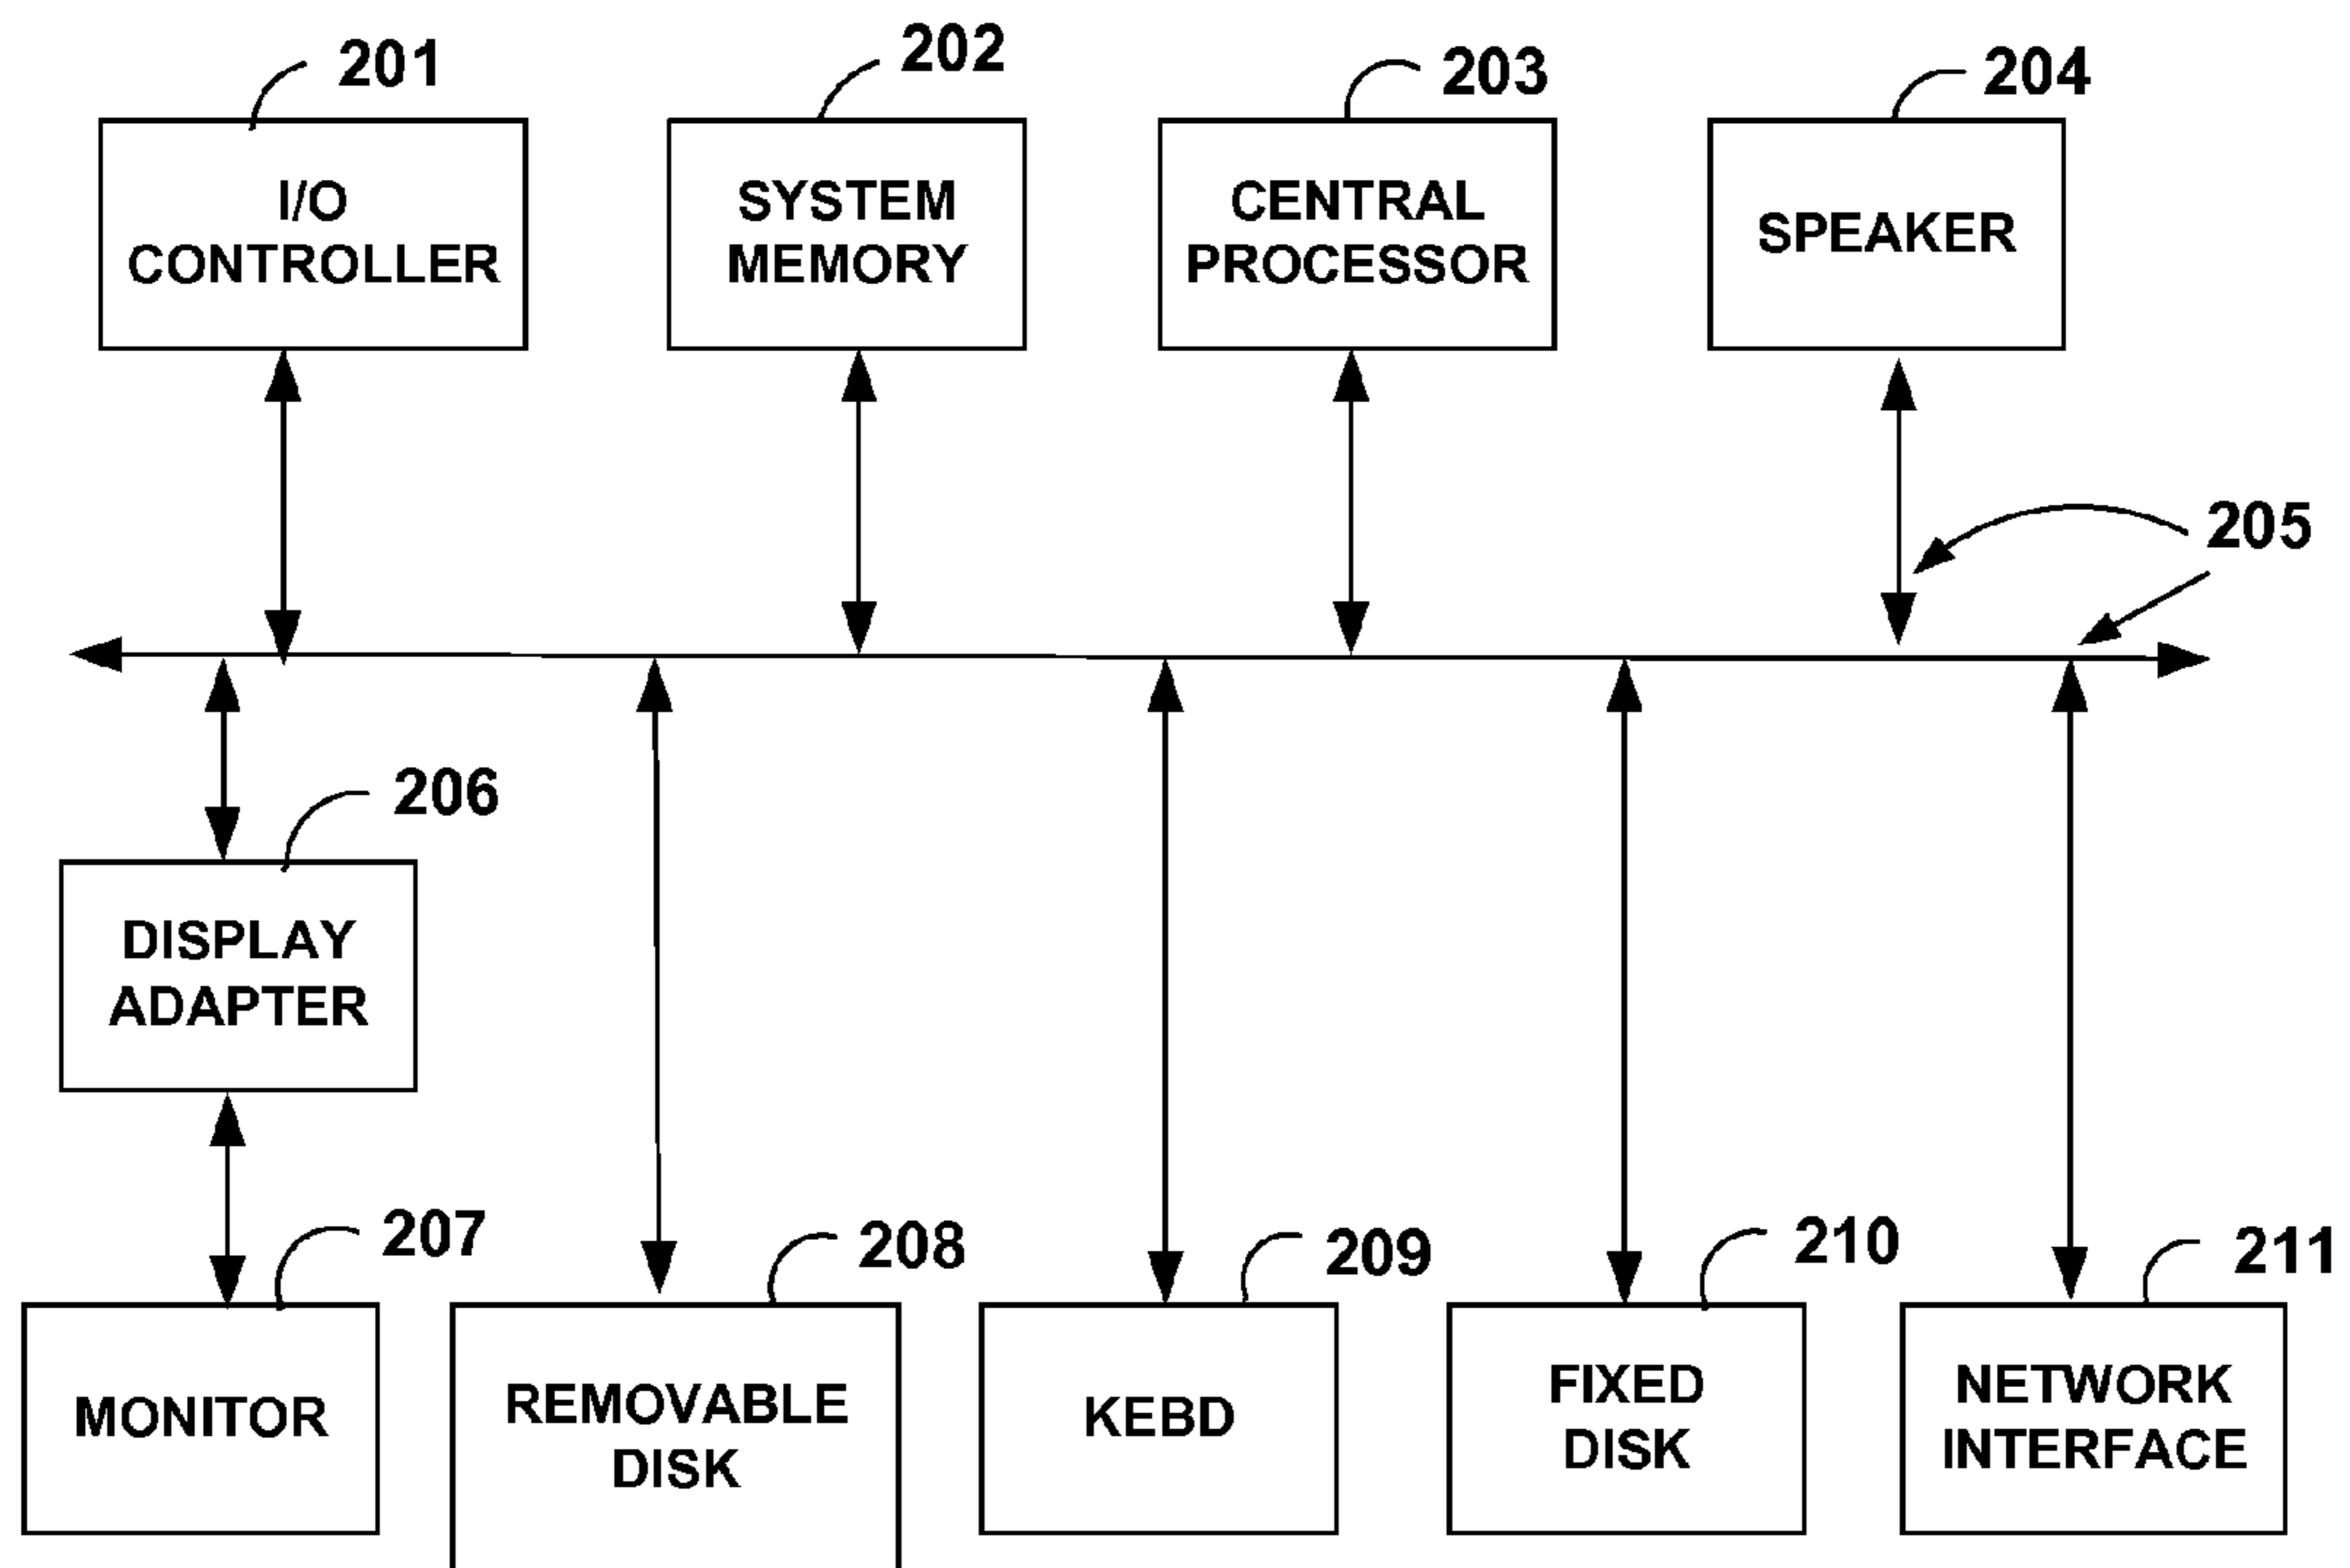 201
202
203
204
I/O
CONTROLLER
SYSTEM
MEMORY
CENTRAL
PROCESSOR
SPEAKER
205
206
DISPLAY
ADAPTER
207
208
209
210
211
MONITOR
REMOVABLE
DISK
KEBD
FIXED
DISK
NETWORK
INTERFACE